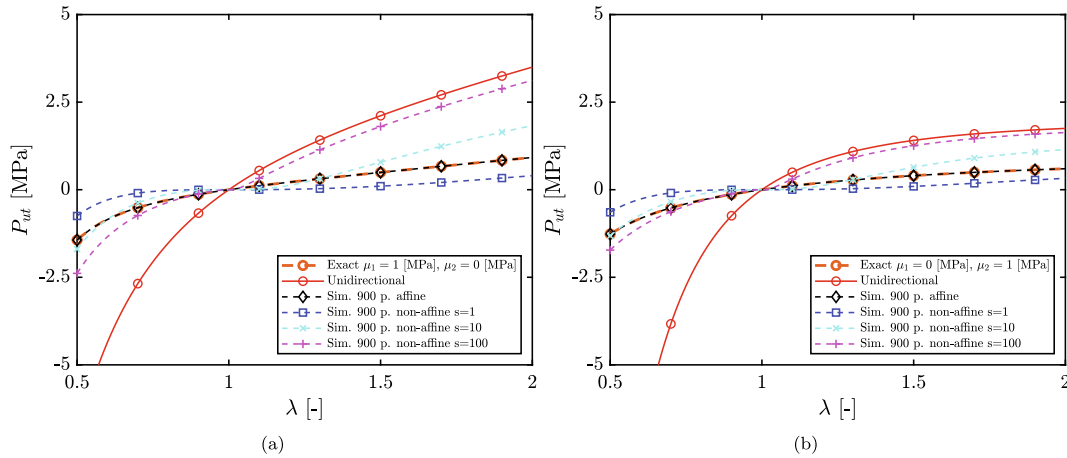 5
2.5
0
-2.5
-5
P_{ut} [MPa]
0.5 1 1.5 2
λ [-]
Exact μ₁ = 1 [MPa], μ₂ = 0 [MPa]
Unidirectional
Sim. 900 p. affine
Sim. 900 p. non-affine s=1
Sim. 900 p. non-affine s=10
Sim. 900 p. non-affine s=100
(a)
5
2.5
0
-2.5
-5
P_{ut} [MPa]
0.5 1 1.5 2
λ [-]
Exact μ₁ = 0 [MPa], μ₂ = 1 [MPa]
Unidirectional
Sim. 900 p. affine
Sim. 900 p. non-affine s=1
Sim. 900 p. non-affine s=10
Sim. 900 p. non-affine s=100
(b)